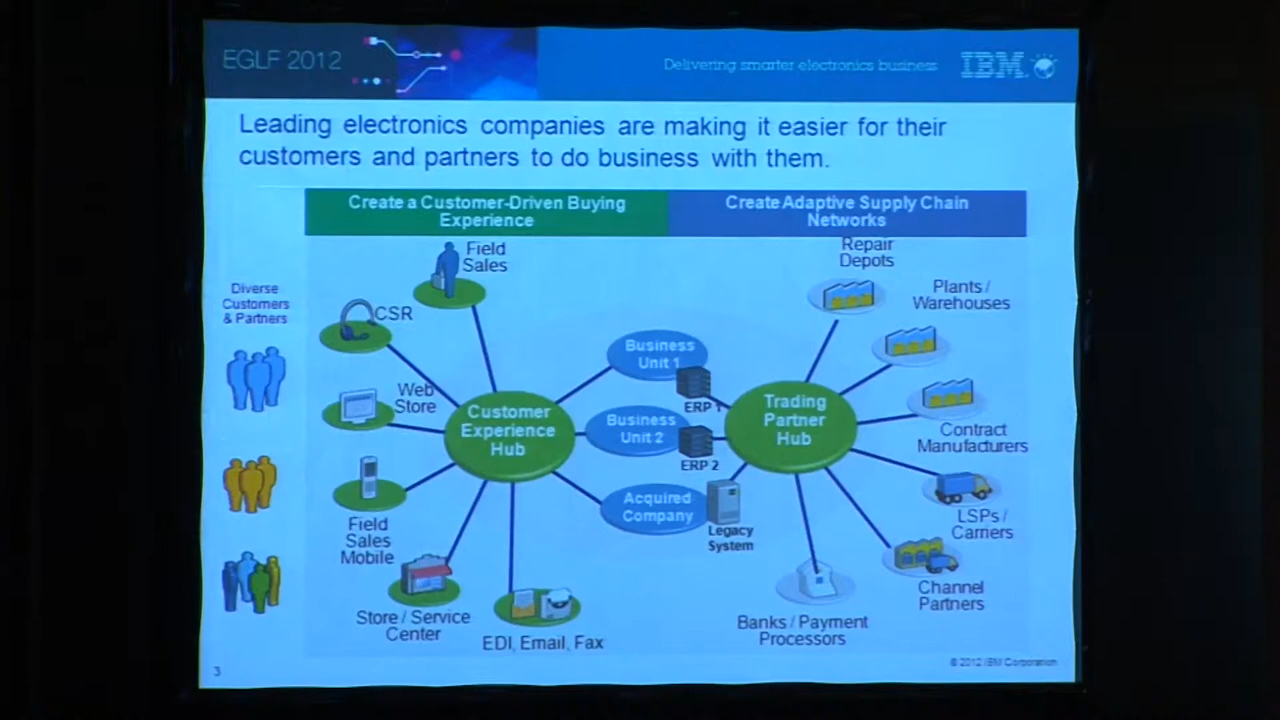 EGLF 2012
Delivering smarter electronics business
IBM
Leading electronics companies are making it easier for their
customers and partners to do business with them.
Create a Customer-Driven Buying
Experience
Create Adaptive Supply Chain
Networks
Diverse
Customers
& Partners
Field
Sales
CSR
Web
Store
Field
Sales
Mobile
Store / Service
Center
EDI, Email, Fax
Customer
Experience
Hub
Business
Unit 1
ERP 1
Business
Unit 2
ERP 2
Acquired
Company
Legacy
System
Trading
Partner
Hub
Repair
Depots
Plants /
Warehouses
Contract
Manufacturers
LSPs /
Carriers
Channel
Partners
Banks / Payment
Processors
3
© 2012 IBM Corporation